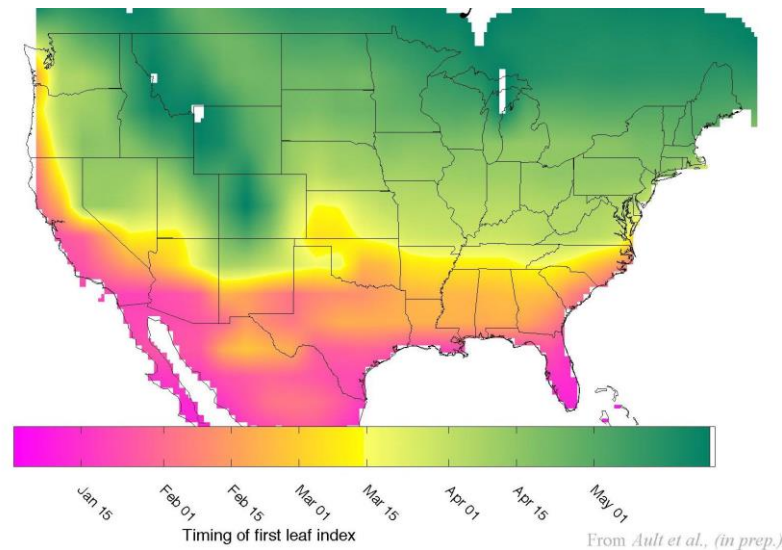 Jan 15
Feb 01
Feb 15
Mar 01
Mar 15
Apr 01
Apr 15
May 01
Timing of first leaf index
From Ault et al., (in prep.)